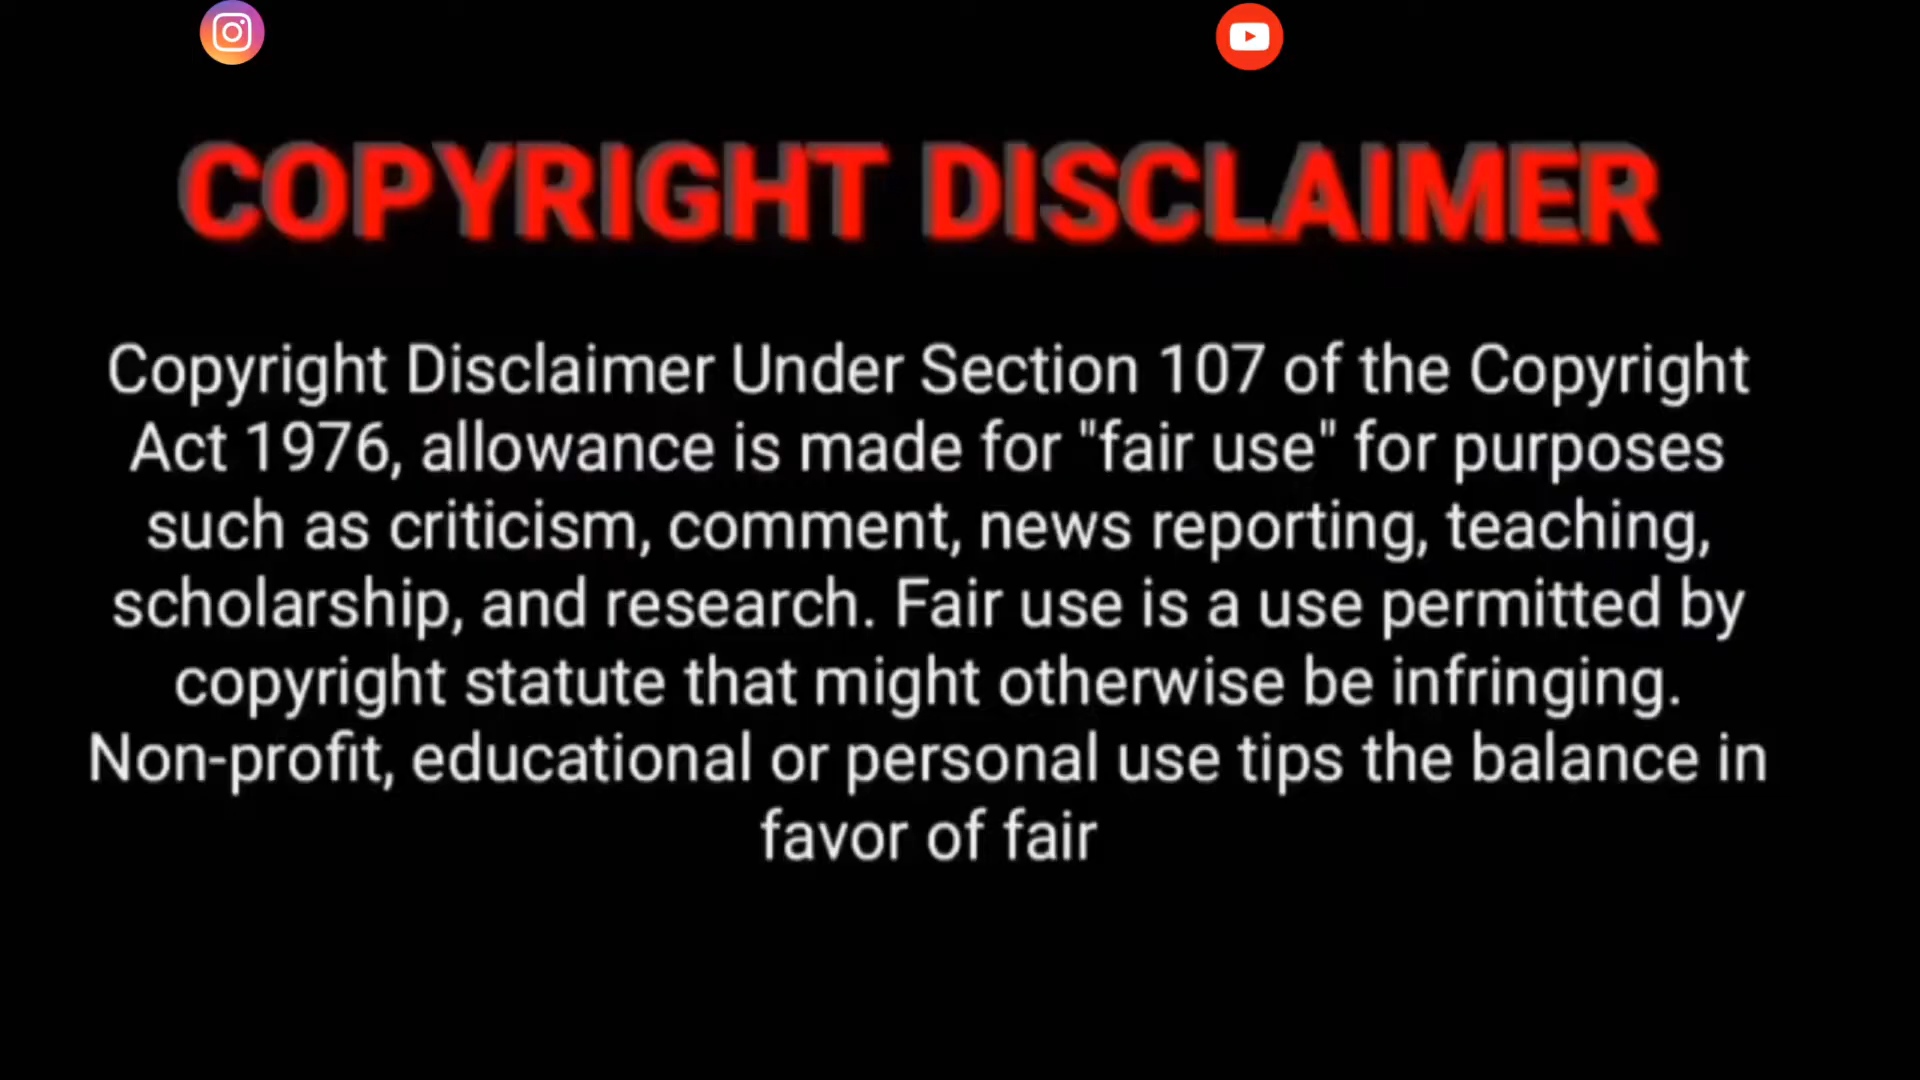 COPYRIGHT DISCLAIMER
Copyright Disclaimer Under Section 107 of the Copyright
Act 1976, allowance is made for "fair use" for purposes
such as criticism, comment, news reporting, teaching,
scholarship, and research. Fair use is a use permitted by
copyright statute that might otherwise be infringing.
Non-profit, educational or personal use tips the balance in
favor of fair